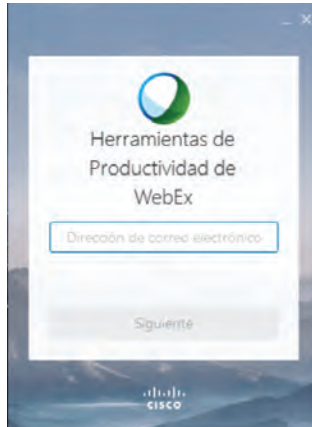 Herramientas de
Productividad de
WebEx
Dirección de correo electrónico
Siguiente
CISCO